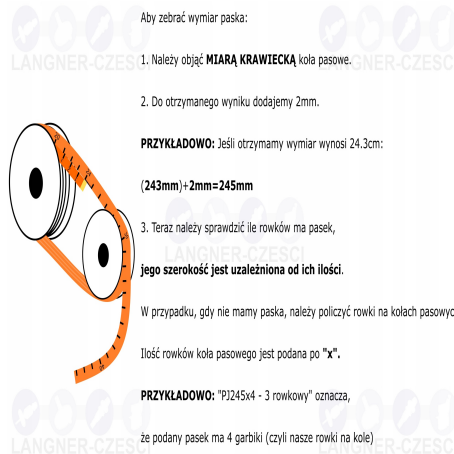 Aby zebrać wymiar paska:
1. Należy objąć MIARĄ KRAWIECKĄ koła pasowe.
2. Do otrzymanego wyniku dodajemy 2mm.
PRZYKŁADOWO: Jeśli otrzymamy wymiar wynosi 24.3cm:
(243mm)+2mm=245mm
3. Teraz należy sprawdzić ile rowków ma pasek,
jego szerokość jest uzależniona od ich ilości.
W przypadku, gdy nie mamy paska, należy policzyć rowki na kołach pasowyc
Ilość rowków koła pasowego jest podana po "x".
PRZYKŁADOWO: "PJ245x4 - 3 rowkowy" oznacza,
że podany pasek ma 4 garbiki (czyli nasze rowki na kole)
LANGNER-CZESCI
LANGNER-CZESCI
LANGNER-CZESCI
LANGNER-CZESCI
LANGNER-CZESC